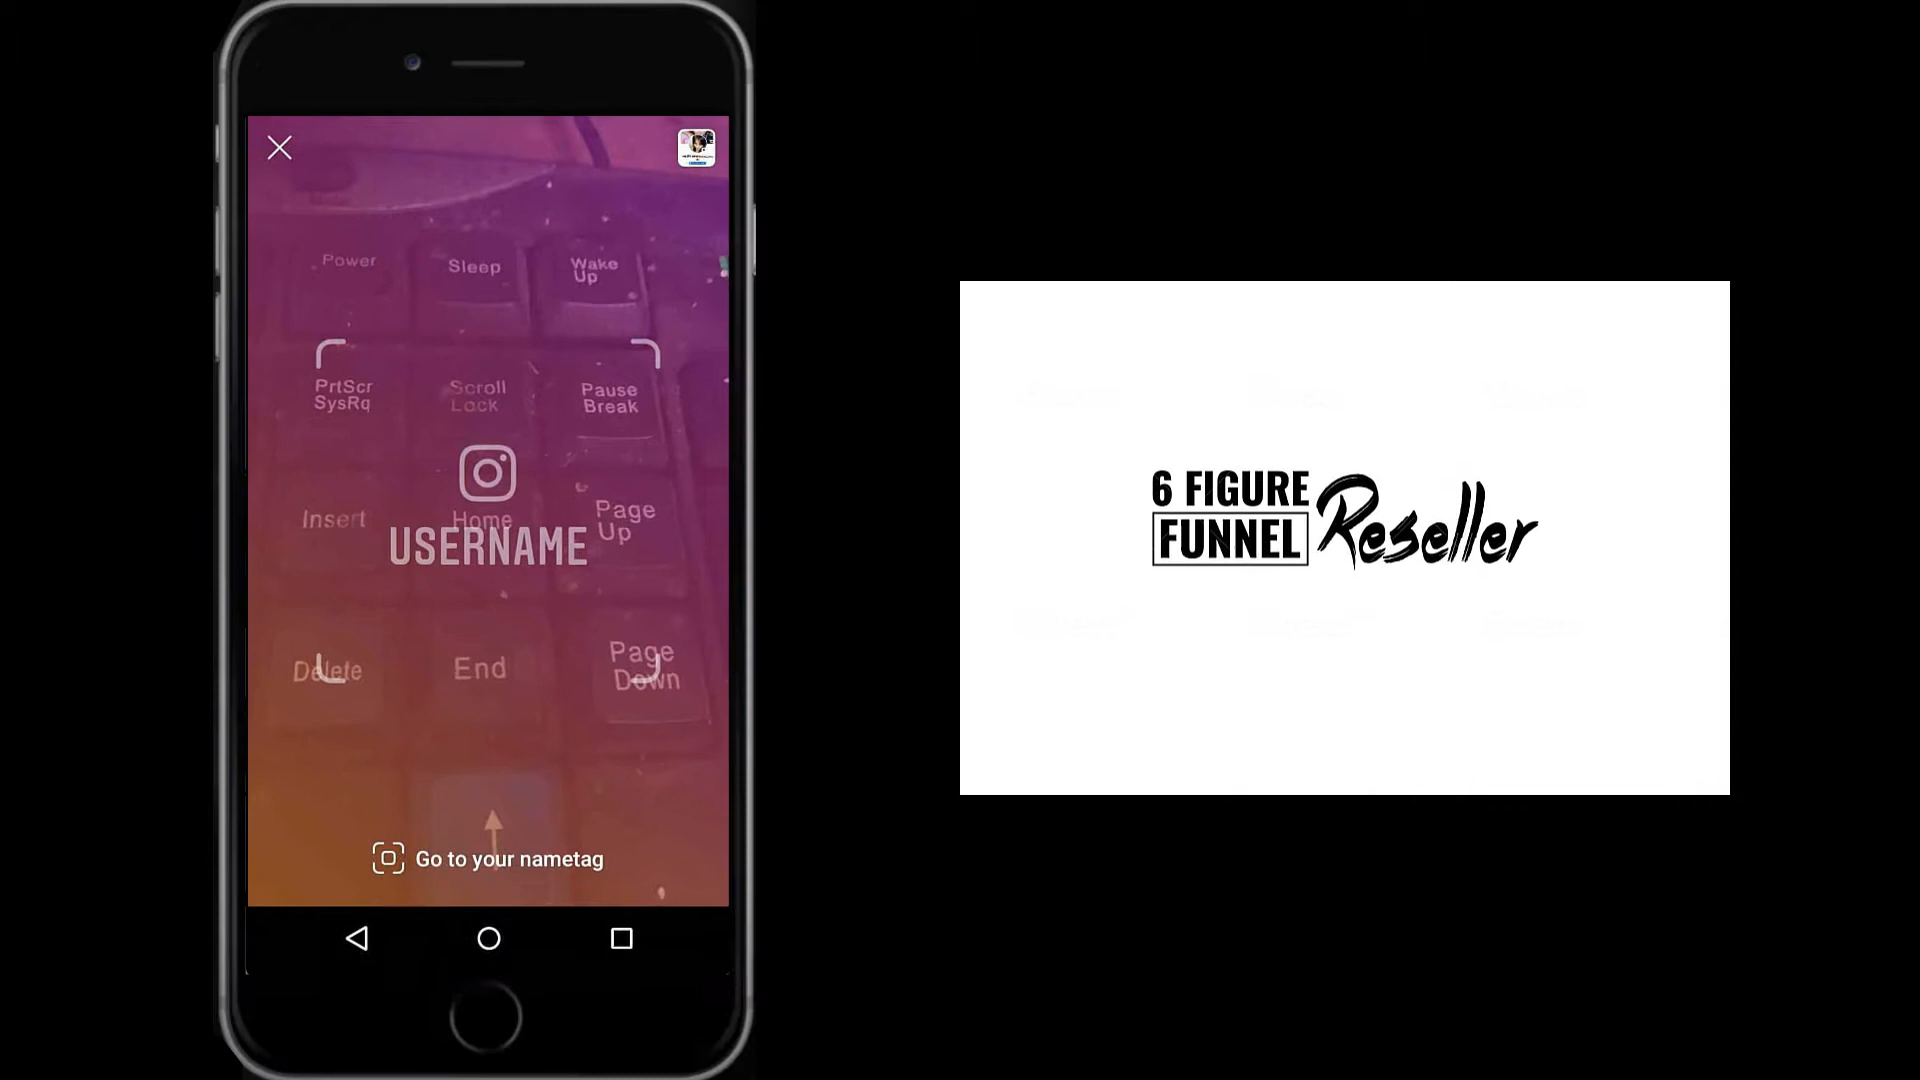 Power
Sleep
Wake
Up
PrtScr
SysRq
Scroll
Lock
Pause
Break
Insert
Home
Page
Up
USERNAME
Delete
End
Page
Down
Go to your nametag
6 FIGURE
FUNNEL
Reseller